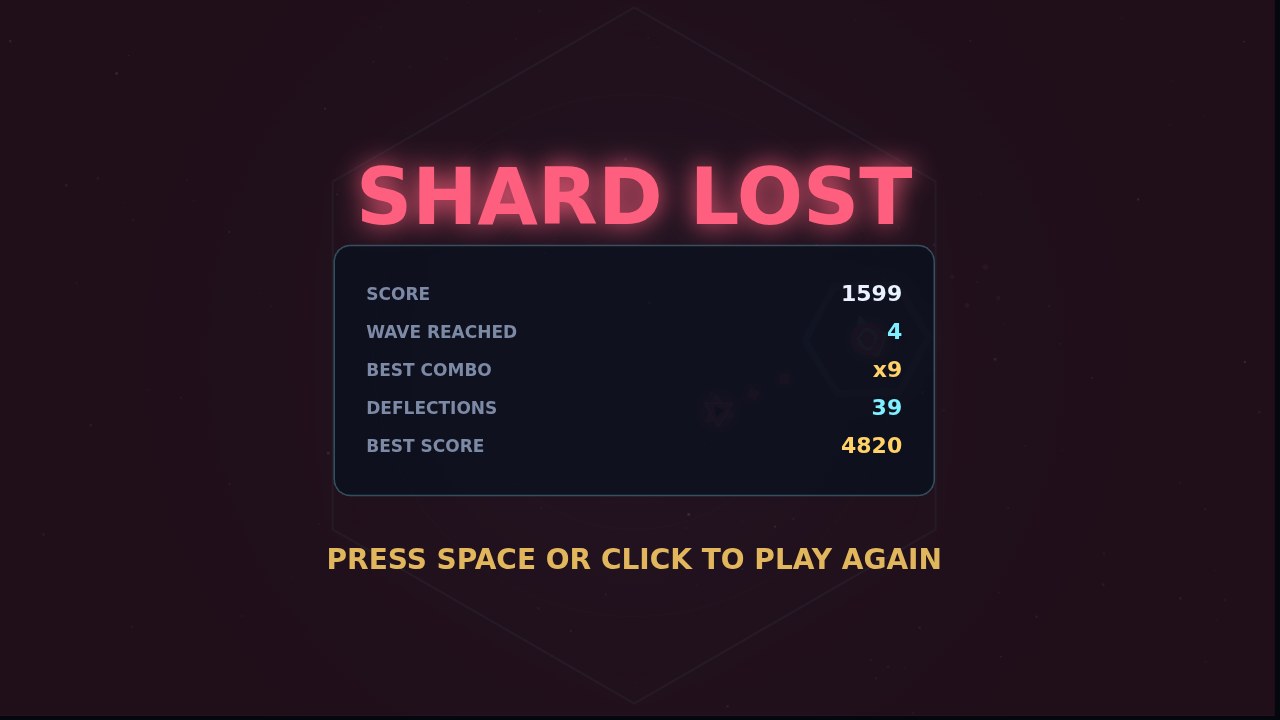 SHARD LOST
SCORE 1599
WAVE REACHED 4
BEST COMBO x9
DEFLECTIONS 39
BEST SCORE 4820
PRESS SPACE OR CLICK TO PLAY AGAIN